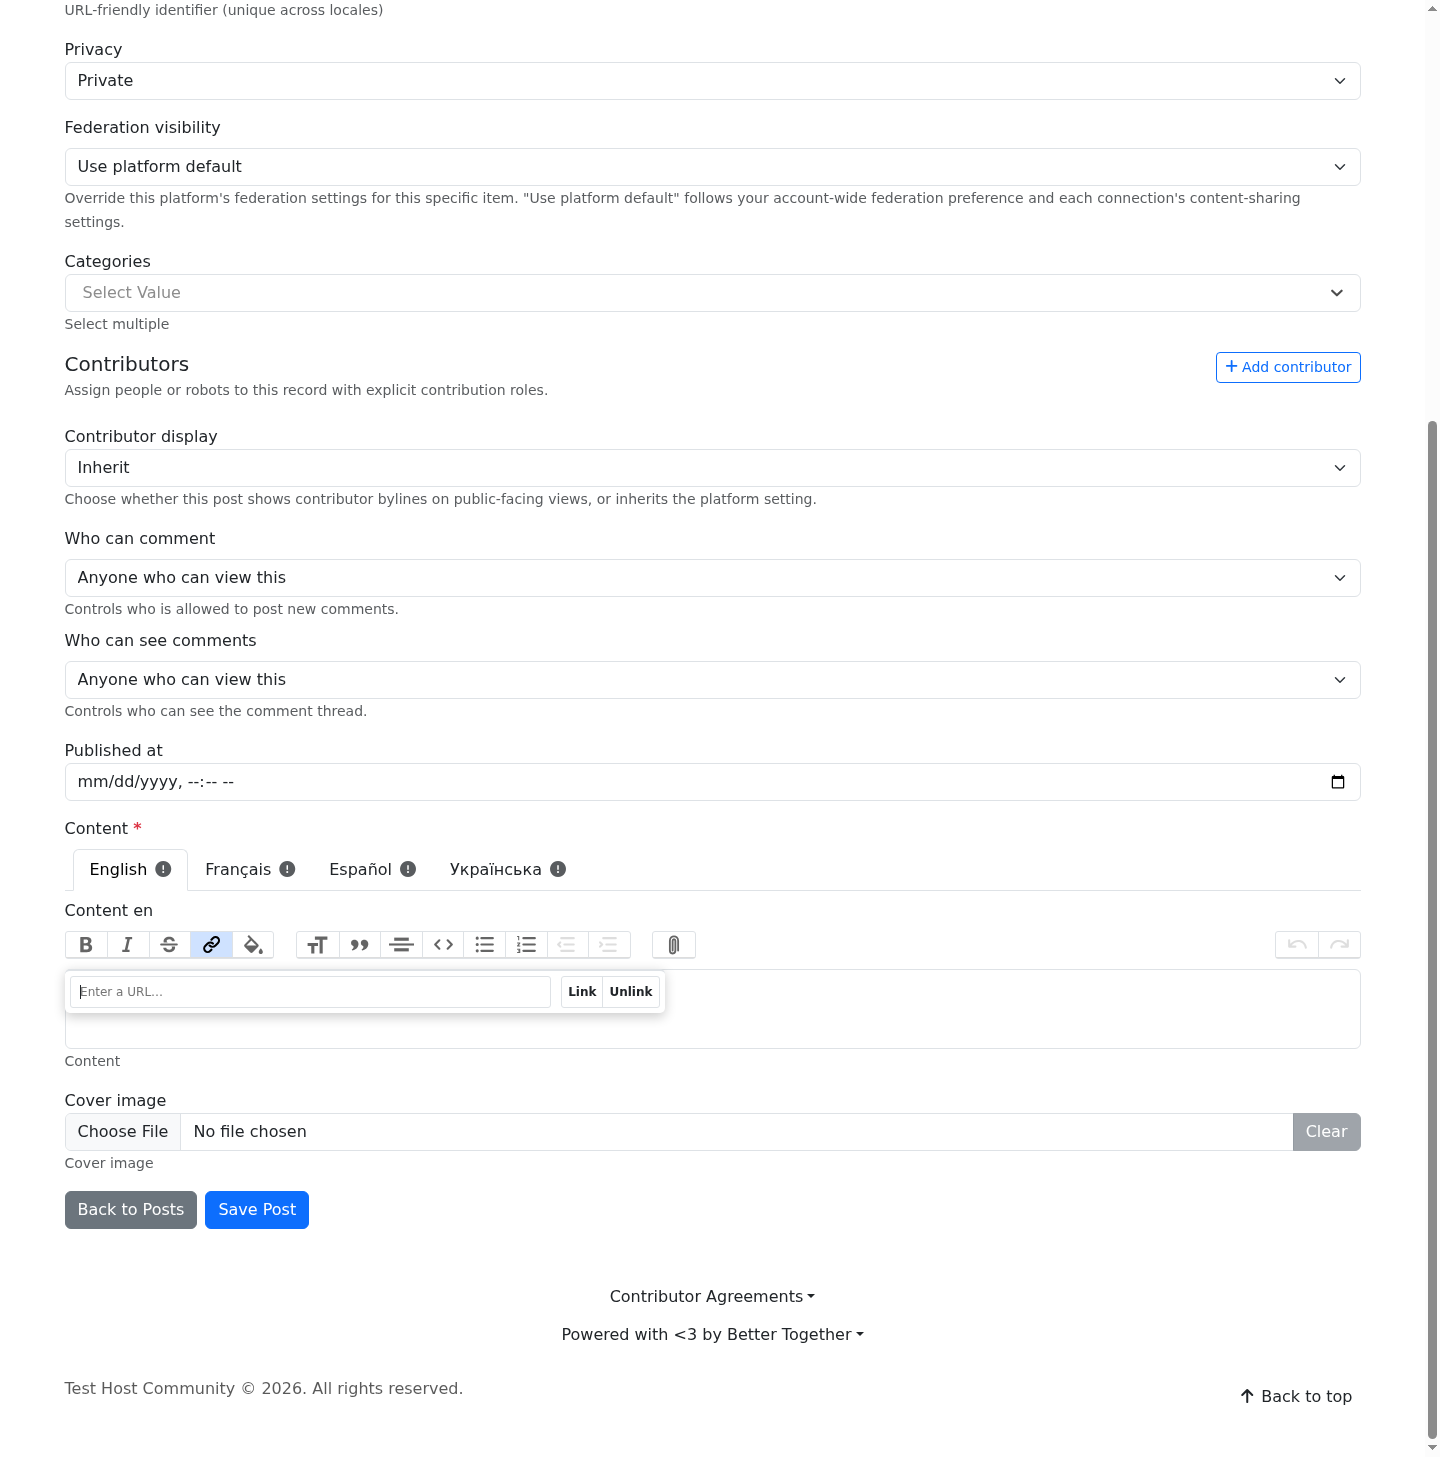 URL-friendly identifier (unique across locales)
Privacy
Private
Federation visibility
Use platform default
Override this platform's federation settings for this specific item. "Use platform default" follows your account-wide federation preference and each connection's content-sharing
settings.
Categories
Select Value
Select multiple
Contributors
Add contributor
Assign people or robots to this record with explicit contribution roles.
Contributor display
Inherit
Choose whether this post shows contributor bylines on public-facing views, or inherits the platform setting.
Who can comment
Anyone who can view this
Controls who is allowed to post new comments.
Who can see comments
Anyone who can view this
Controls who can see the comment thread.
Published at
mm/dd/yyyy, --:-- --
Content *
English Français Español Українська
Content en
Enter a URL... Link Unlink
Content
Cover image
Choose File No file chosen Clear
Cover image
Back to Posts Save Post
Contributor Agreements
Powered with <3 by Better Together
Test Host Community © 2026. All rights reserved.
Back to top